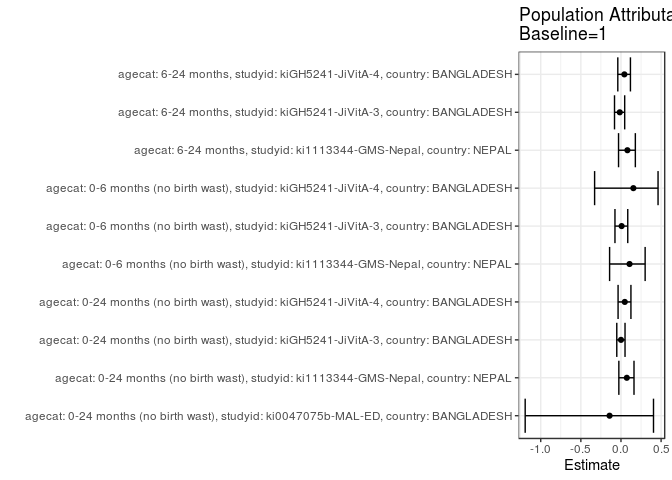 Population Attributa
Baseline=1
agecat: 6-24 months, studyid: kiGH5241-JiVitA-4, country: BANGLADESH
agecat: 6-24 months, studyid: kiGH5241-JiVitA-3, country: BANGLADESH
agecat: 6-24 months, studyid: ki1113344-GMS-Nepal, country: NEPAL
agecat: 0-6 months (no birth wast), studyid: kiGH5241-JiVitA-4, country: BANGLADESH
agecat: 0-6 months (no birth wast), studyid: kiGH5241-JiVitA-3, country: BANGLADESH
agecat: 0-6 months (no birth wast), studyid: ki1113344-GMS-Nepal, country: NEPAL
agecat: 0-24 months (no birth wast), studyid: kiGH5241-JiVitA-4, country: BANGLADESH
agecat: 0-24 months (no birth wast), studyid: kiGH5241-JiVitA-3, country: BANGLADESH
agecat: 0-24 months (no birth wast), studyid: ki1113344-GMS-Nepal, country: NEPAL
agecat: 0-24 months (no birth wast), studyid: ki0047075b-MAL-ED, country: BANGLADESH
-1.0 -0.5 0.0 0.5
Estimate